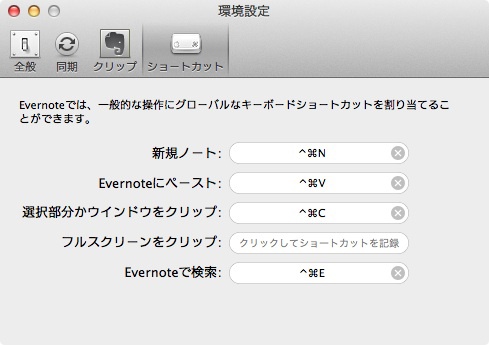 環境設定
全般 同期 クリップ ショートカット
Evernoteでは、一般的な操作にグローバルなキーボードショートカットを割り当てるこ
とができます。
新規ノート: ^⌘N
Evernoteにペースト: ^⌘V
選択部分かウインドウをクリップ: ^⌘C
フルスクリーンをクリップ: クリックしてショートカットを記録
Evernoteで検索: ^⌘E